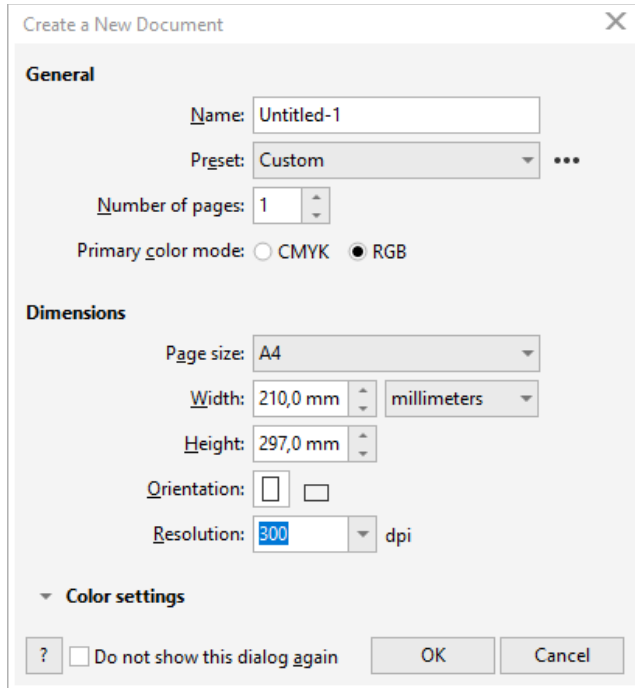 Create a New Document
General
Name: Untitled-1
Preset: Custom
Number of pages: 1
Primary color mode: CMYK RGB
Dimensions
Page size: A4
Width: 210,0 mm millimeters
Height: 297,0 mm
Orientation:
Resolution: 300 dpi
Color settings
? Do not show this dialog again OK Cancel